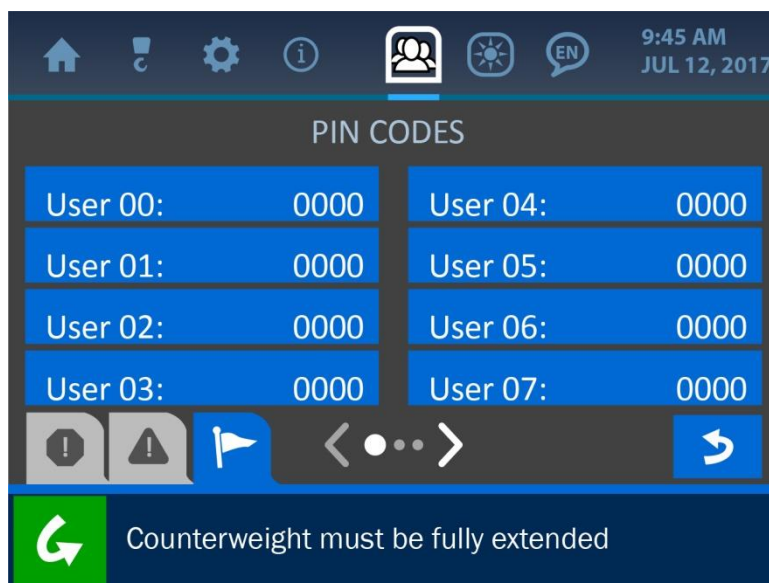 EN
9:45 AM
JUL 12, 2017
PIN CODES
User 00: 0000
User 04: 0000
User 01: 0000
User 05: 0000
User 02: 0000
User 06: 0000
User 03: 0000
User 07: 0000
Counterweight must be fully extended